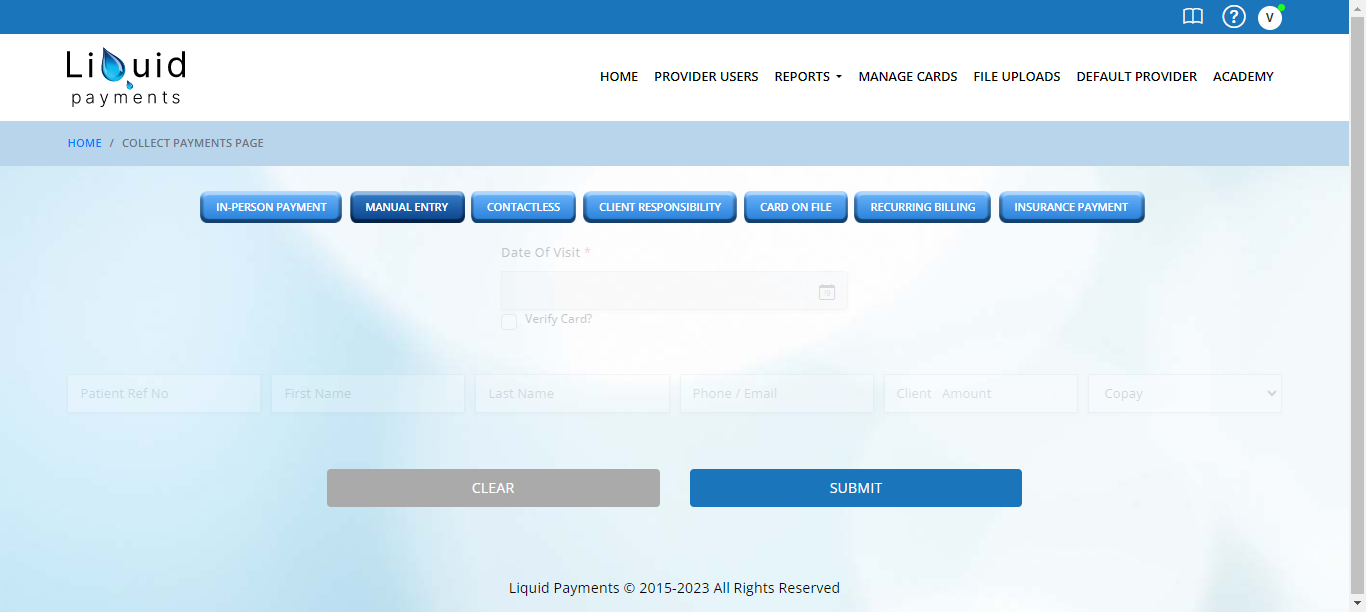 ?
V
Liquid
payments
HOME PROVIDER USERS REPORTS MANAGE CARDS FILE UPLOADS DEFAULT PROVIDER ACADEMY
HOME / COLLECT PAYMENTS PAGE
IN-PERSON PAYMENT MANUAL ENTRY CONTACTLESS CLIENT RESPONSIBILITY CARD ON FILE RECURRING BILLING INSURANCE PAYMENT
Date Of Visit *
Verify Card?
Patient Ref No First Name Last Name Phone / Email Client Amount Copay
CLEAR SUBMIT
Liquid Payments © 2015-2023 All Rights Reserved